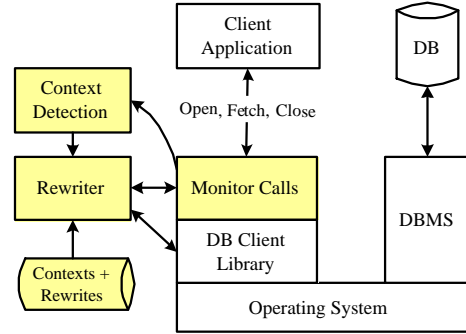 Client
Application
DB
Context
Detection
Open, Fetch, Close
Rewriter
Monitor Calls
DBMS
DB Client
Library
Contexts +
Rewrites
Operating System